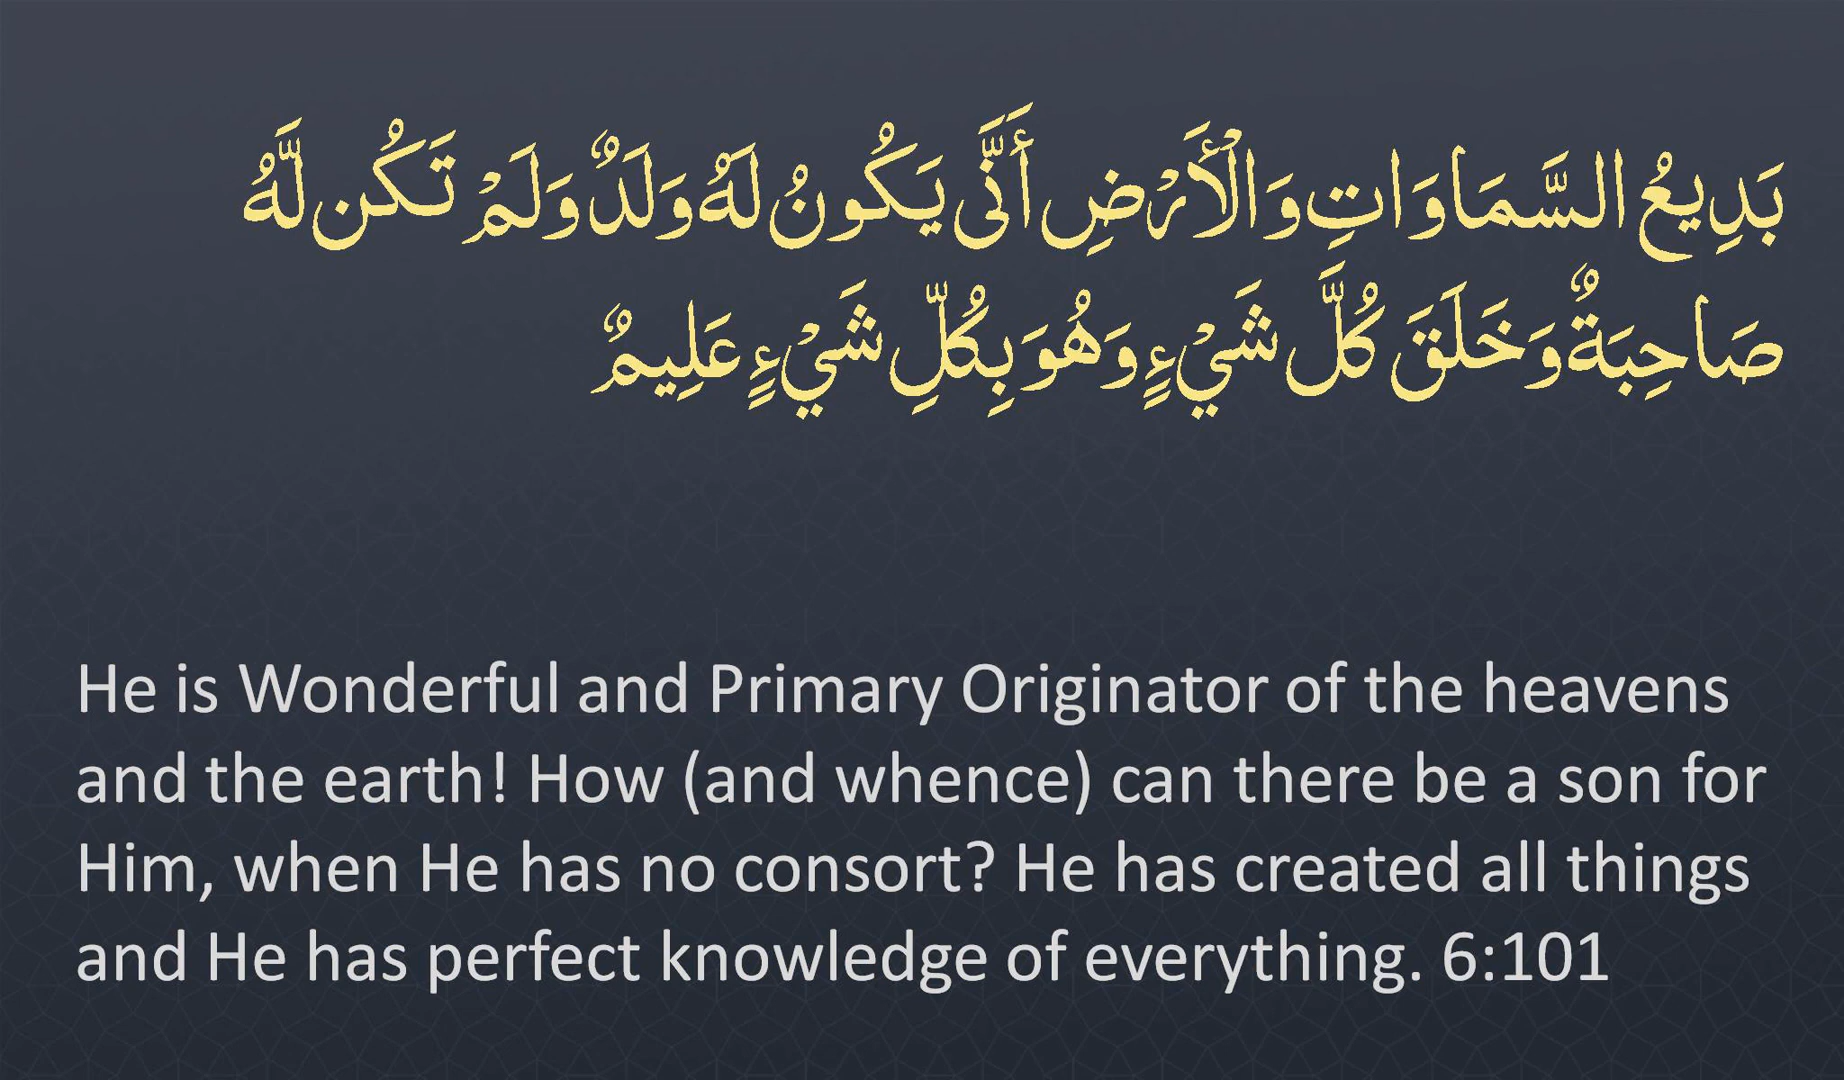 بَدِيعُ السَّمَاوَاتِ وَالْأَرْضِ أَنَّى يَكُونُ لَهُ وَلَدٌ وَلَمْ تَكُن لَّهُ
صَاحِبَةٌ وَخَلَقَ كُلَّ شَيْءٍ وَهُوَ بِكُلِّ شَيْءٍ عَلِيمٌ
He is Wonderful and Primary Originator of the heavens
and the earth! How (and whence) can there be a son for
Him, when He has no consort? He has created all things
and He has perfect knowledge of everything. 6:101